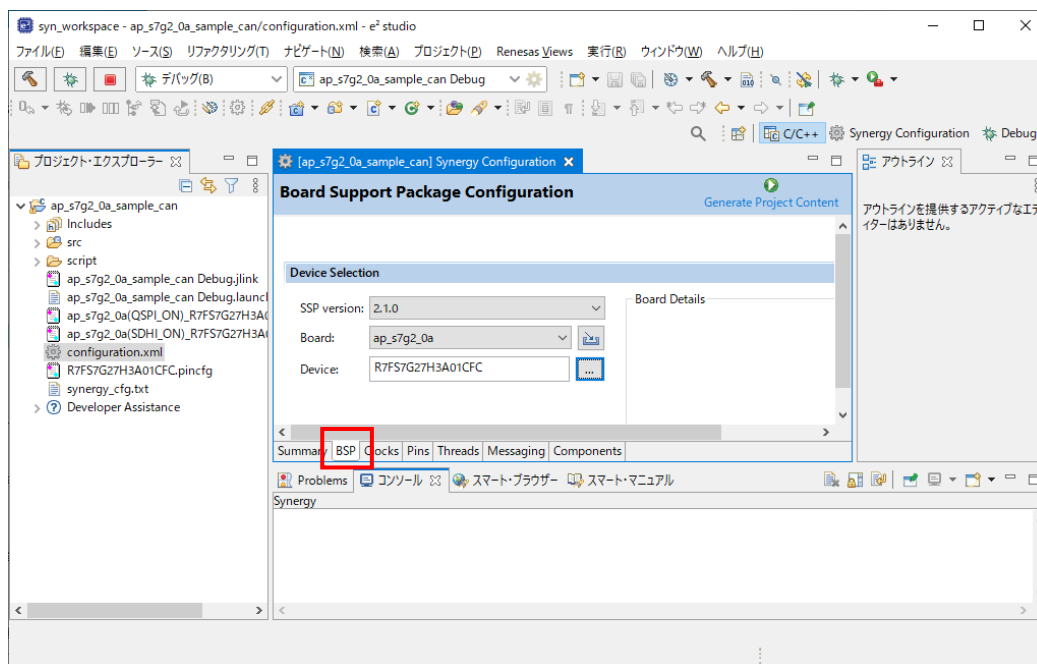 syn_workspace - ap_s7g2_0a_sample_can/configuration.xml - e² studio
ファイル(F) 編集(E) ソース(S) リファクタリング(T) ナビゲート(N) 検索(A) プロジェクト(P) Renesas Views 実行(R) ウィンドウ(W) ヘルプ(H)
デバッグ(B) ap_s7g2_0a_sample_can Debug
C/C++ Synergy Configuration Debug
プロジェクト・エクスプローラー
ap_s7g2_0a_sample_can
Includes
src
script
ap_s7g2_0a_sample_can Debug.jlink
ap_s7g2_0a_sample_can Debug.launcl
ap_s7g2_0a(QSPI_ON)_R7FS7G27H3A(
ap_s7g2_0a(SDHI_ON)_R7FS7G27H3A(
configuration.xml
R7FS7G27H3A01CFC.pincfg
synergy_cfg.txt
Developer Assistance
[ap_s7g2_0a_sample_can] Synergy Configuration
Board Support Package Configuration
Generate Project Content
Device Selection
SSP version: 2.1.0
Board: ap_s7g2_0a
Device: R7FS7G27H3A01CFC ...
Board Details
Summary BSP Clocks Pins Threads Messaging Components
アウトライン
アウトラインを提供するアクティブなエデ
ィターはありません。
Problems コンソール スマート・ブラウザー スマート・マニュアル
Synergy